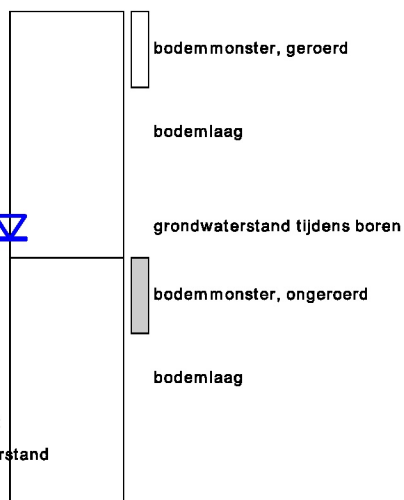 bodemmonster, geroerd
bodemlaag
grondwaterstand tijdens boren
bodemmonster, ongeroerd
bodemlaag
rstand